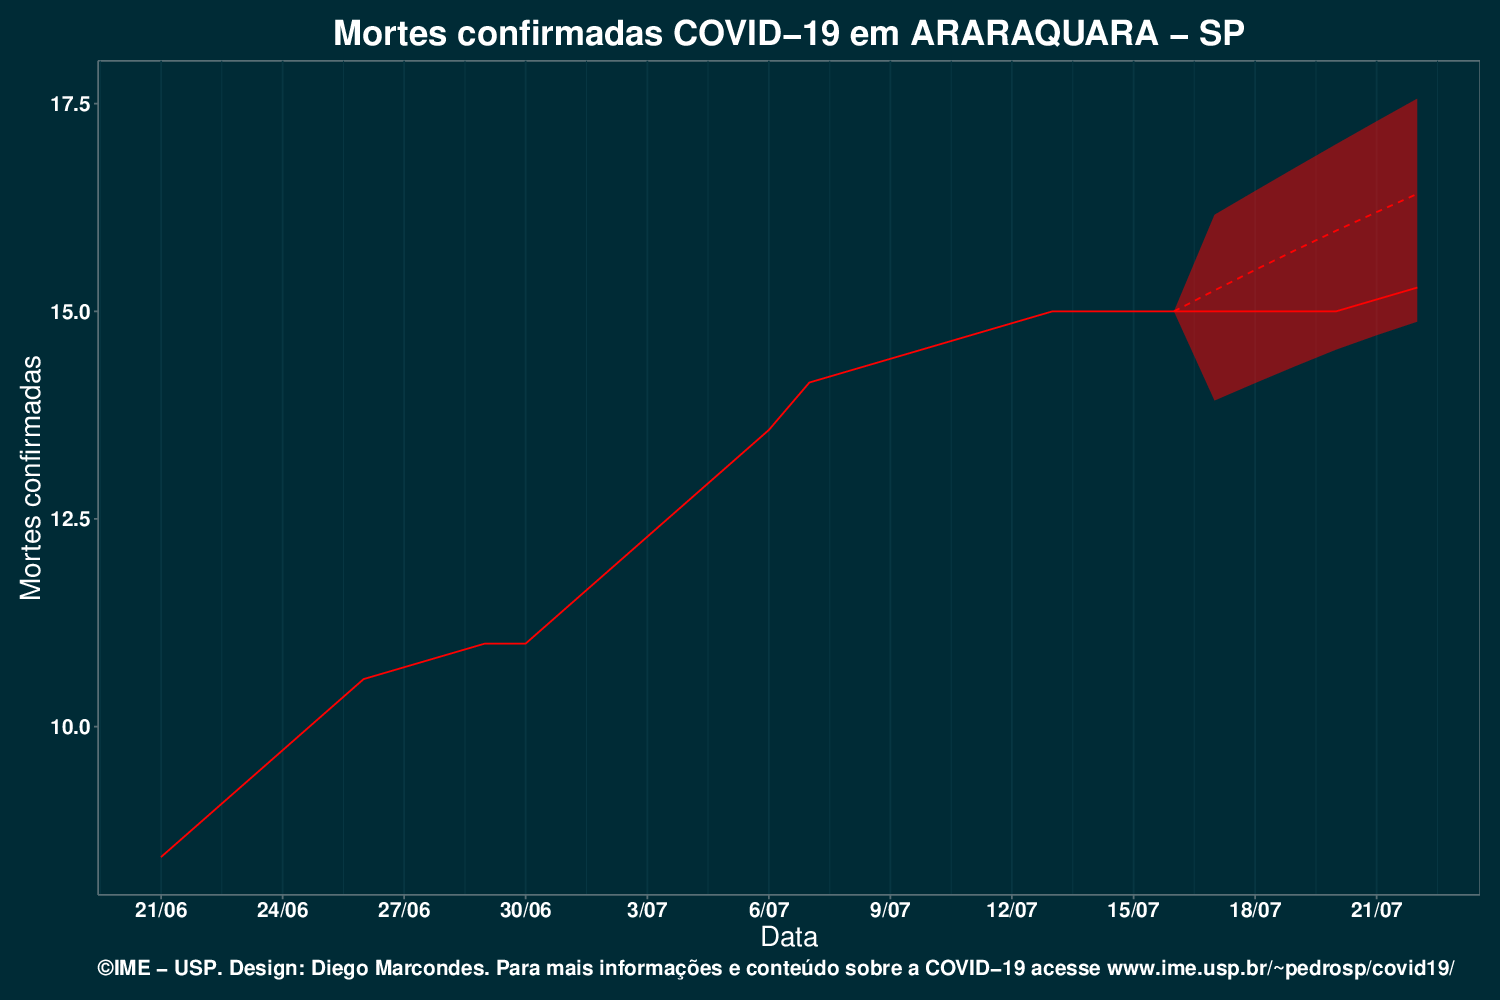 Mortes confirmadas COVID−19 em ARARAQUARA − SP
Mortes confirmadas
17.5
15.0
12.5
10.0
21/06 24/06 27/06 30/06 3/07 6/07 9/07 12/07 15/07 18/07 21/07
Data
©IME − USP. Design: Diego Marcondes. Para mais informações e conteúdo sobre a COVID−19 acesse www.ime.usp.br/~pedrosp/covid19/